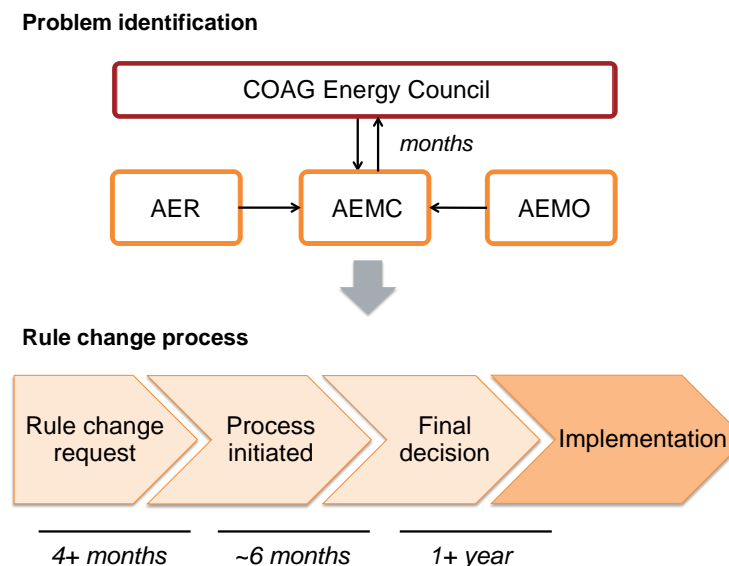 Problem identification
COAG Energy Council
months
AER
AEMC
AEMO
Rule change process
Rule change
request
Process
initiated
Final
decision
Implementation
4+ months
~6 months
1+ year